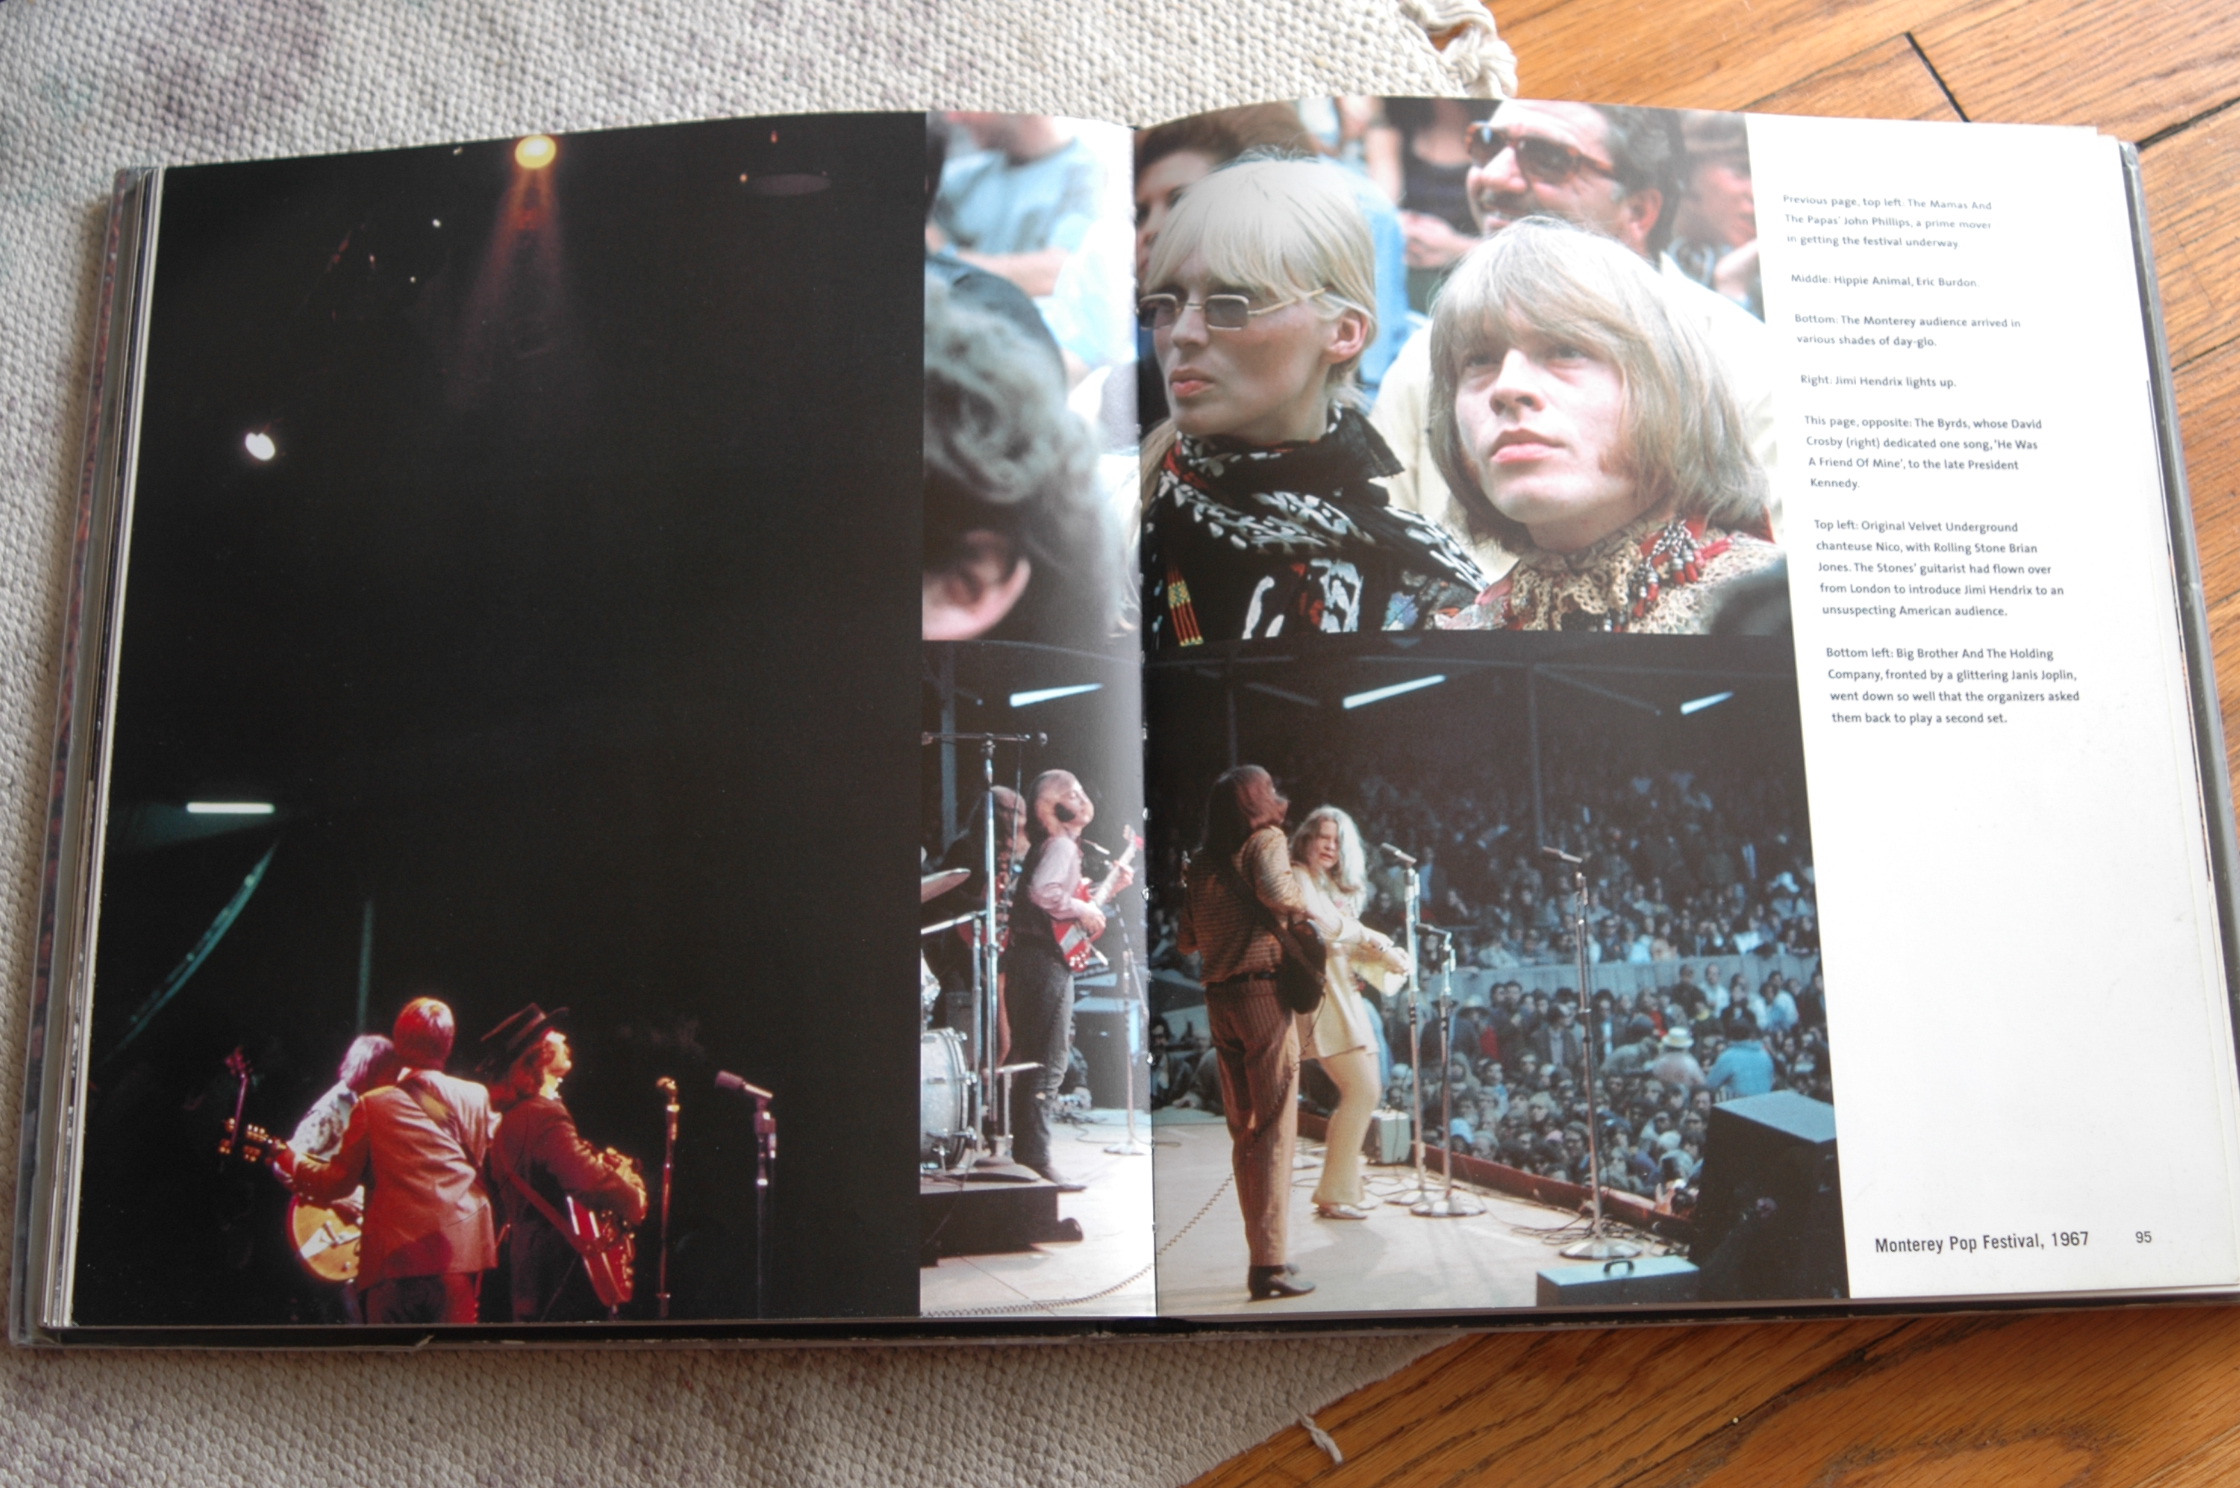 Previous page, top left: The Mamas And
The Papas' John Phillips, a prime mover
in getting the festival underway
Middle: Hippie Animal, Eric Burdon.
Bottom: The Monterey audience arrived in
various shades of day-glo.
Right: Jimi Hendrix lights up.
This page, opposite: The Byrds, whose David
Crosby (right) dedicated one song, 'He Was
A Friend Of Mine', to the late President
Kennedy.
Top left: Original Velvet Underground
chanteuse Nico, with Rolling Stone Brian
Jones. The Stones' guitarist had flown over
from London to introduce Jimi Hendrix to an
unsuspecting American audience.
Bottom left: Big Brother And The Holding
Company, fronted by a glittering Janis Joplin,
went down so well that the organizers asked
them back to play a second set.
Monterey Pop Festival, 1967 95